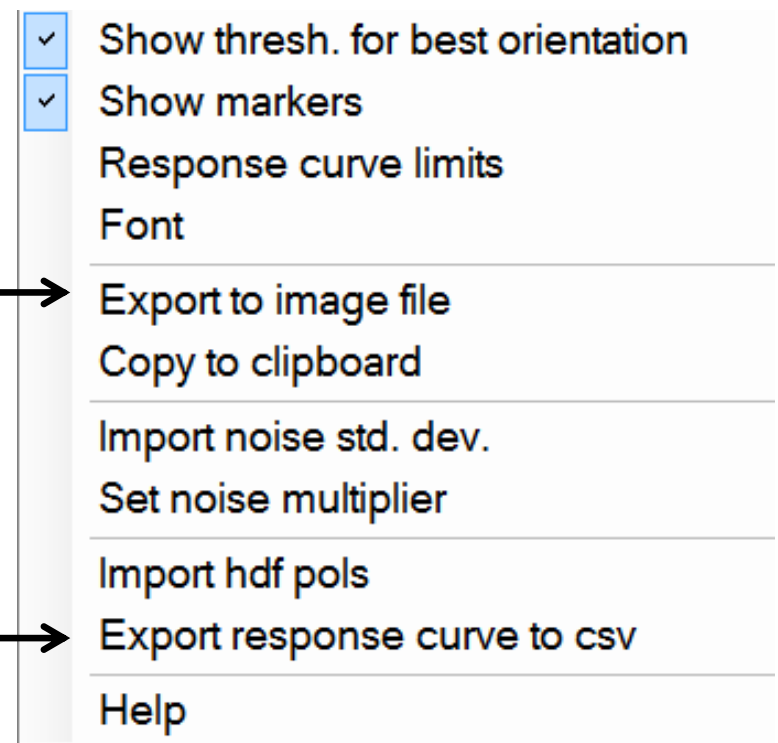 Show thresh. for best orientation
Show markers
Response curve limits
Font
Export to image file
Copy to clipboard
Import noise std. dev.
Set noise multiplier
Import hdf pols
Export response curve to csv
Help